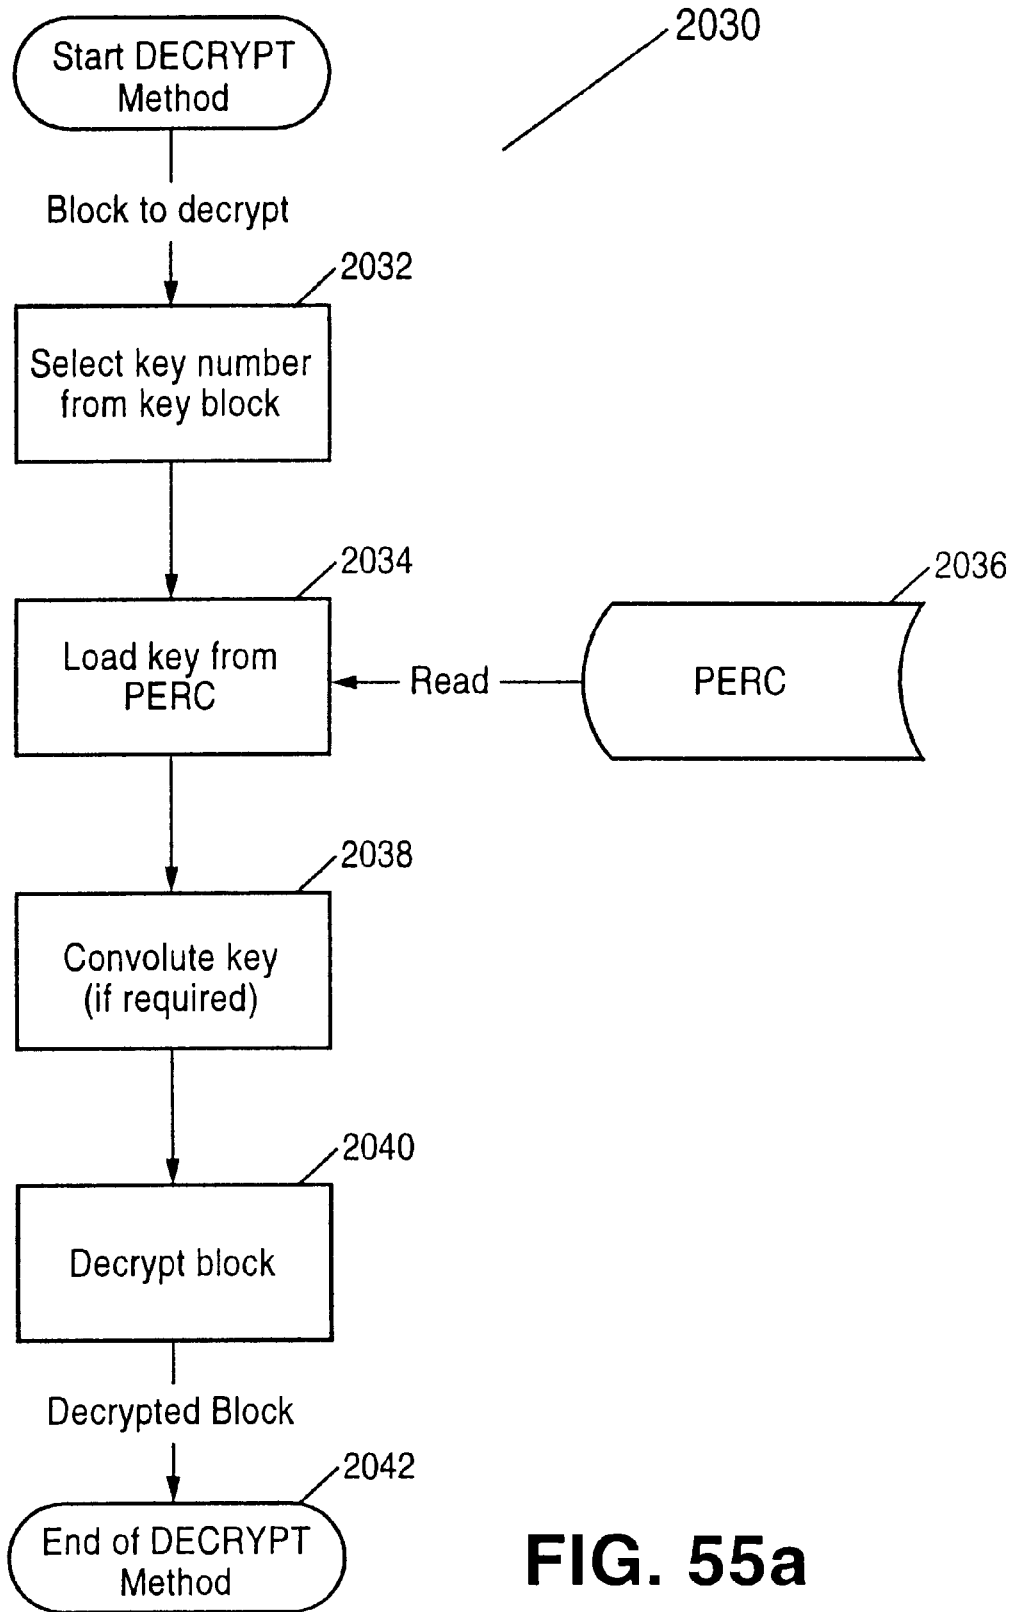 2030
Start DECRYPT
Method
Block to decrypt
2032
Select key number
from key block
2034
Load key from
PERC
Read
2036
PERC
2038
Convolute key
(if required)
2040
Decrypt block
Decrypted Block
2042
End of DECRYPT
Method
FIG. 55a